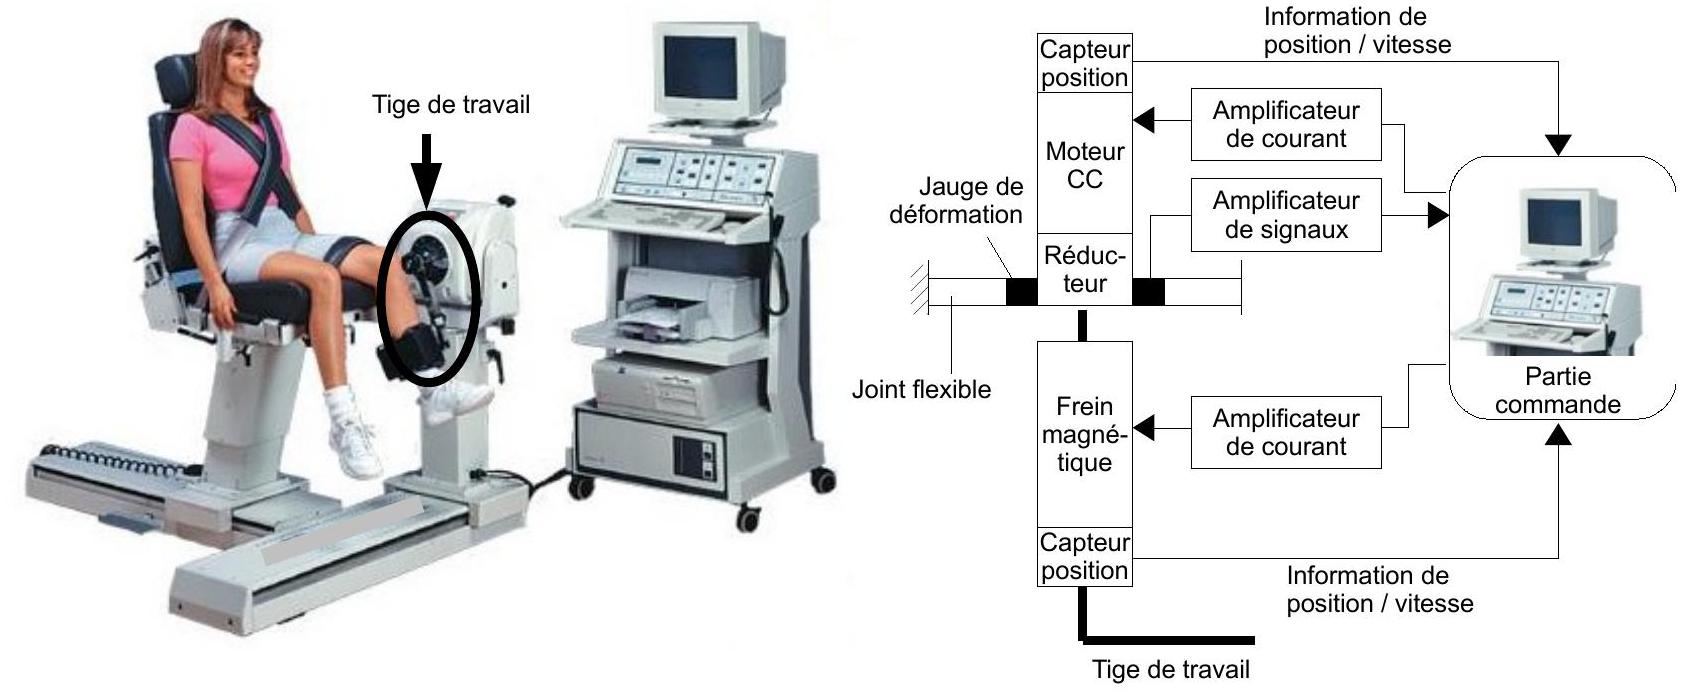 Tige de travail
Information de
position / vitesse
Capteur
position
Amplificateur
de courant
Moteur
CC
Jauge de
déformation
Amplificateur
de signaux
Réduc-
teur
Joint flexible
Partie
commande
Frein
magné-
tique
Amplificateur
de courant
Capteur
position
Information de
position / vitesse
Tige de travail